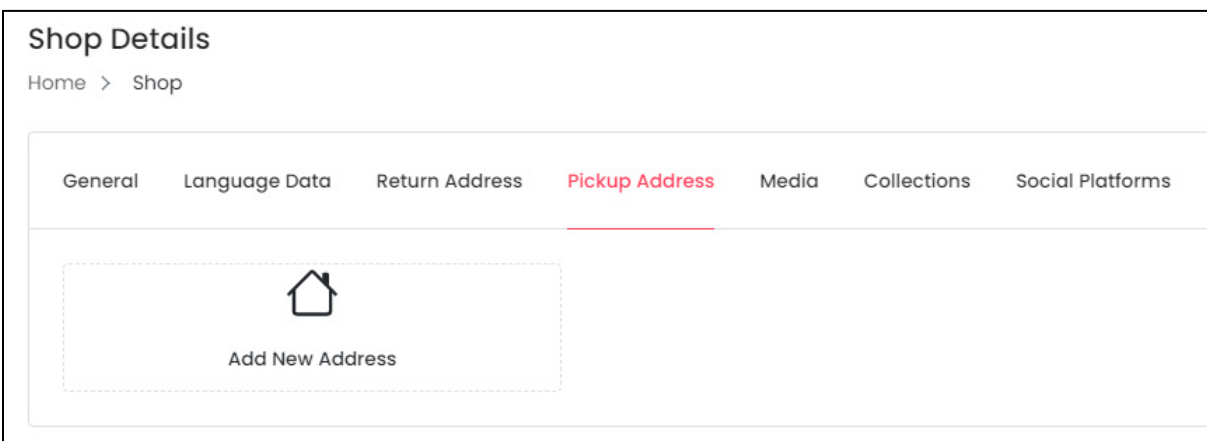 Shop Details
Home > Shop
General Language Data Return Address Pickup Address Media Collections Social Platforms
Add New Address